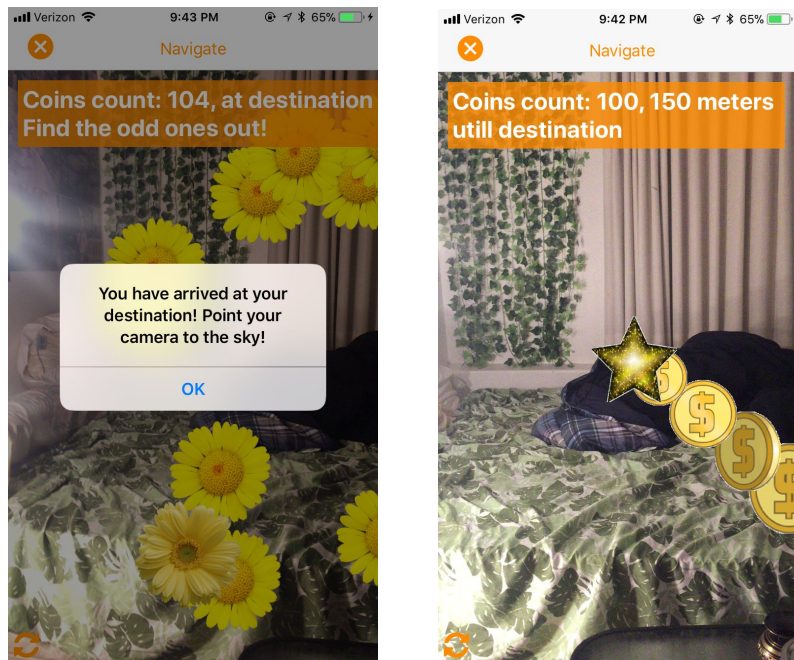 Verizon 9:43 PM 65%
Navigate
Coins count: 104, at destination
Find the odd ones out!
You have arrived at your
destination! Point your
camera to the sky!
OK
Verizon 9:42 PM 65%
Navigate
Coins count: 100, 150 meters
utill destination
$
$
$
$